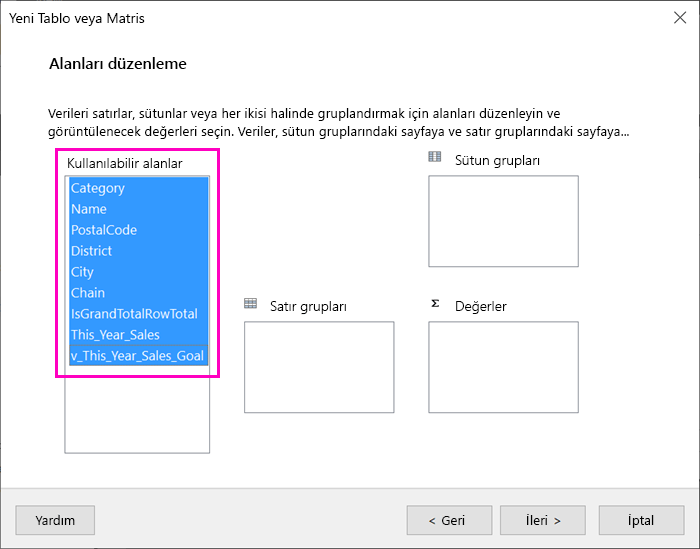 Yeni Tablo veya Matris
Alanları düzenleme
Verileri satırlar, sütunlar veya her ikisi halinde gruplandırmak için alanları düzenleyin ve
görüntülenecek değerleri seçin. Veriler, sütun gruplarındaki sayfaya ve satır gruplarındaki sayfaya...
Kullanılabilir alanlar
Category
Name
PostalCode
District
City
Chain
IsGrandTotalRowTotal
This_Year_Sales
v_This_Year_Sales_Goal
Sütun grupları
Satır grupları
Σ Değerler
Yardım
< Geri
İleri >
İptal